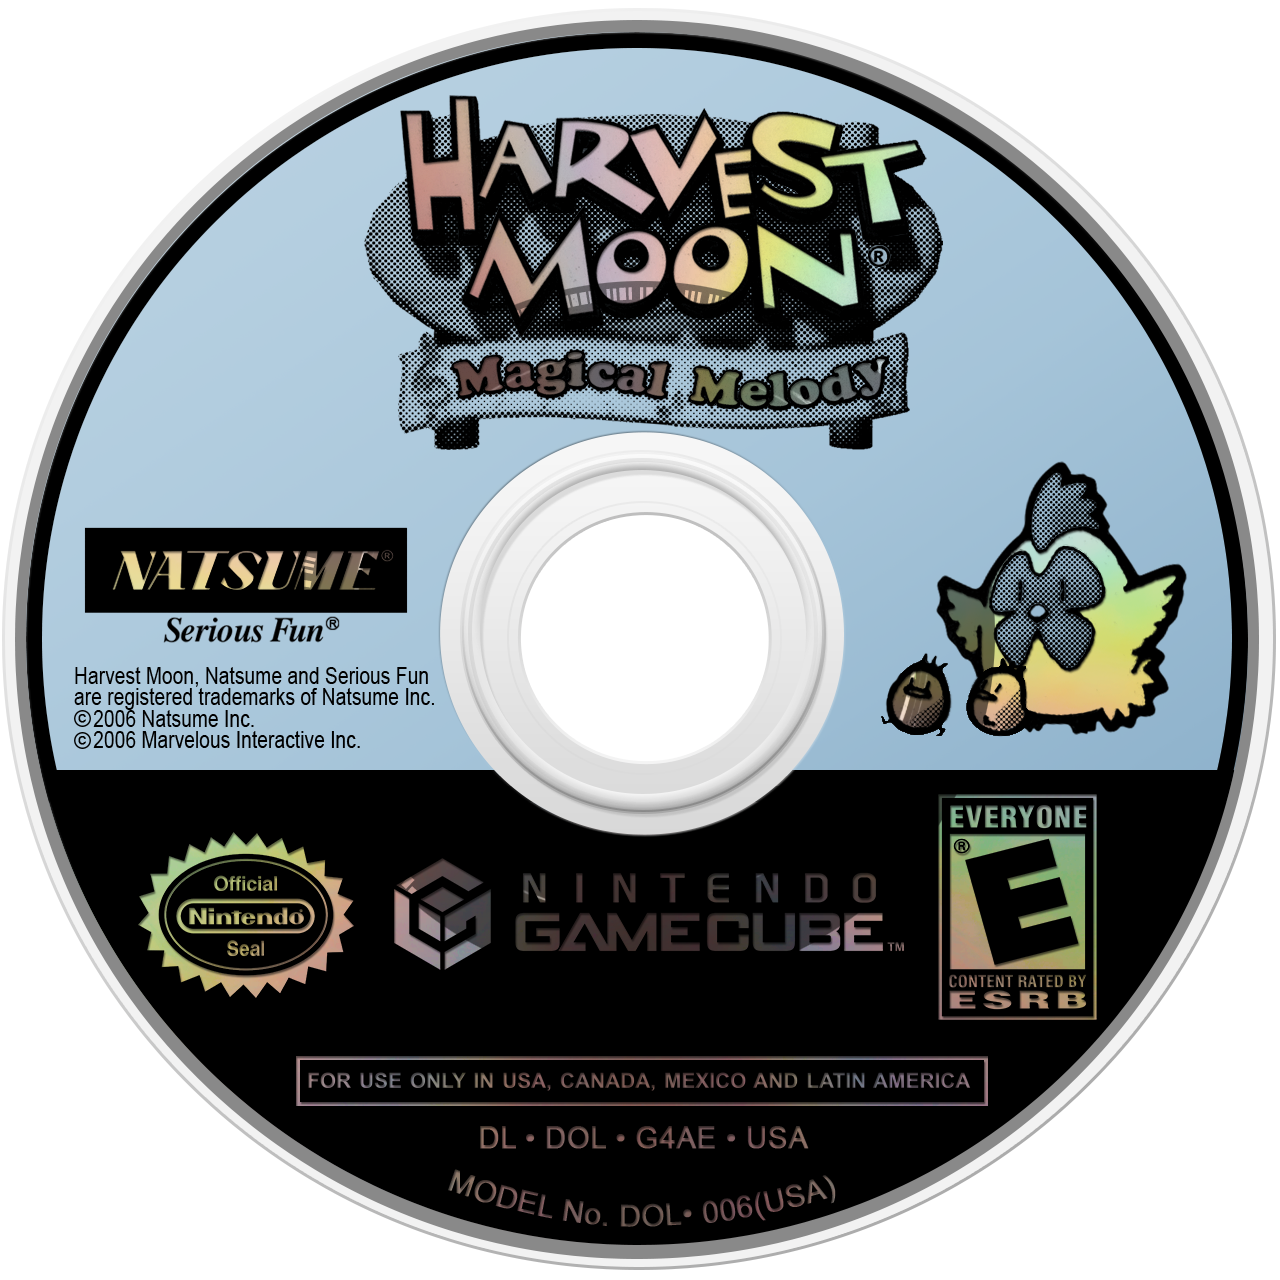 HARVEST
MOON®
Magical Melody
NATSUME®
Serious Fun®
Harvest Moon, Natsume and Serious Fun
are registered trademarks of Natsume Inc.
©2006 Natsume Inc.
©2006 Marvelous Interactive Inc.
Official
Nintendo®
Seal
NINTENDO
GAMECUBE™
EVERYONE
®
E
CONTENT RATED BY
ESRB
FOR USE ONLY IN USA, CANADA, MEXICO AND LATIN AMERICA
DL • DOL • G4AE • USA
MODEL No. DOL• 006(USA)